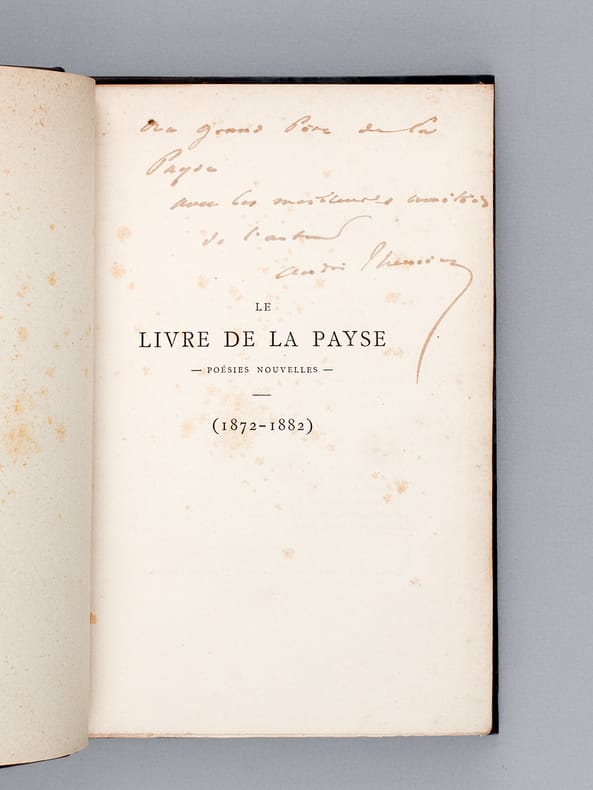 Au grand Père de la
Payse
avec les meilleures amitiés
de l'auteur
André Theuriet
LE
LIVRE DE LA PAYSE
— POÉSIES NOUVELLES —
(1872-1882)